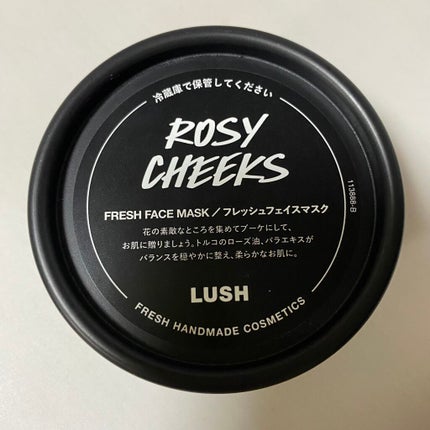 冷蔵庫で保管してください
ROSY
CHEEKS
FRESH FACE MASK／フレッシュフェイスマスク
花の素敵なところを集めてブーケにして、
お肌に贈りましょう。トルコのローズ油、バラエキスが
バランスを穏やかに整え、柔らかなお肌に。
113868-B
LUSH
FRESH HANDMADE COSMETICS